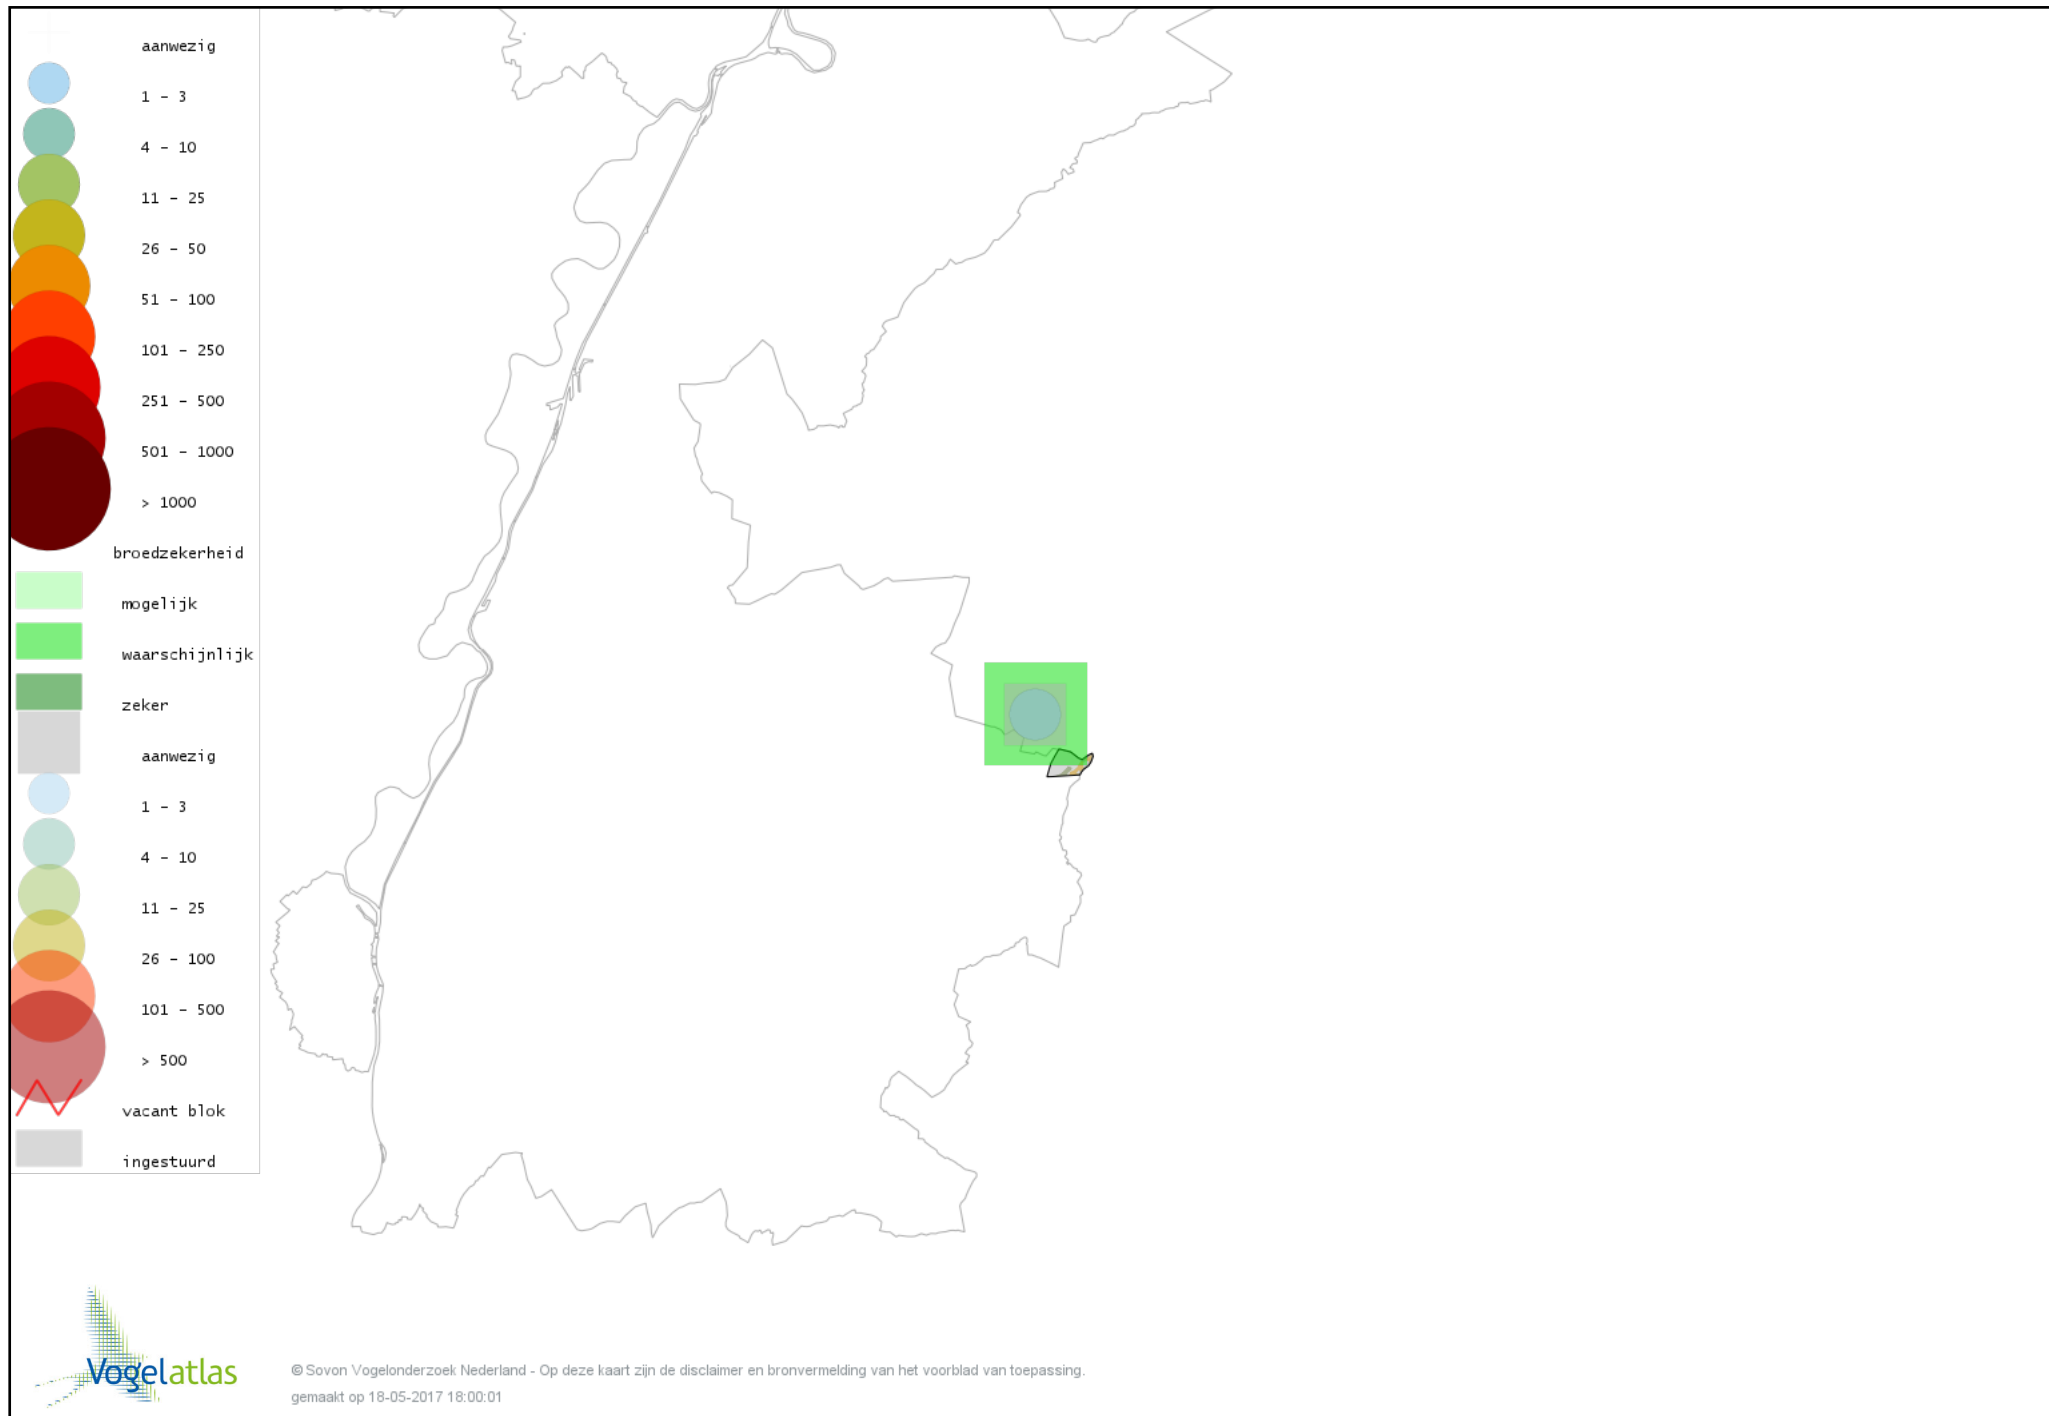 aanwezig
1 - 3
4 - 10
11 - 25
26 - 50
51 - 100
101 - 250
251 - 500
501 - 1000
> 1000
broedzekerheid
mogelijk
waarschijnlijk
zeker
aanwezig
1 - 3
4 - 10
11 - 25
26 - 100
101 - 500
> 500
vacant blok
ingestuurd
Vogelatlas
© Sovon Vogelonderzoek Nederland - Op deze kaart zijn de disclaimer en bronvermelding van het voorblad van toepassing.
gemaakt op 18-05-2017 18:00:01